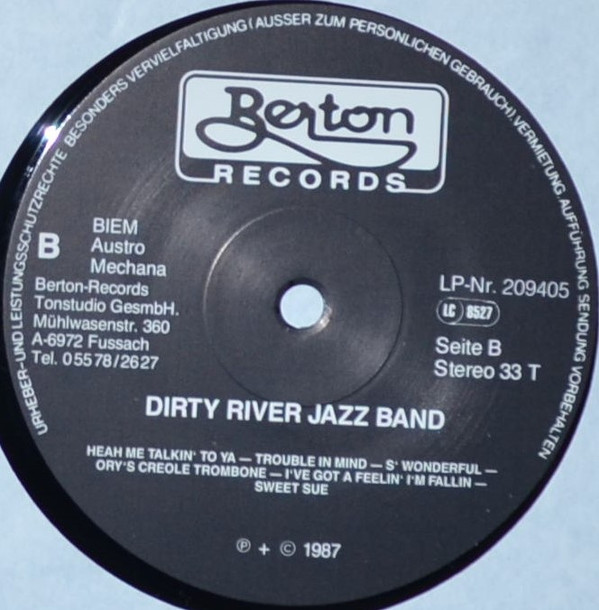 URHEBER-UND LEISTUNGSSCHUTZRECHTE BESONDERS VERVIELFALTIGUNG (AUSSER ZUM PERSONLICHEN GEBRAUCH), VERMIETUNG, AUFFÜHRUNG SENDUNG VORBEHALTEN
Berton
RECORDS
B
BIEM
Austro
Mechana
Berton-Records
Tonstudio GesmbH.
Mühlwasenstr. 360
A-6972 Fussach
Tel. 05578/2627
LP-Nr. 209405
LC 8527
Seite B
Stereo 33 T
DIRTY RIVER JAZZ BAND
HEAH ME TALKIN' TO YA — TROUBLE IN MIND — S' WONDERFUL —
ORY'S CREOLE TROMBONE — I'VE GOT A FEELIN' I'M FALLIN —
SWEET SUE
℗ + © 1987